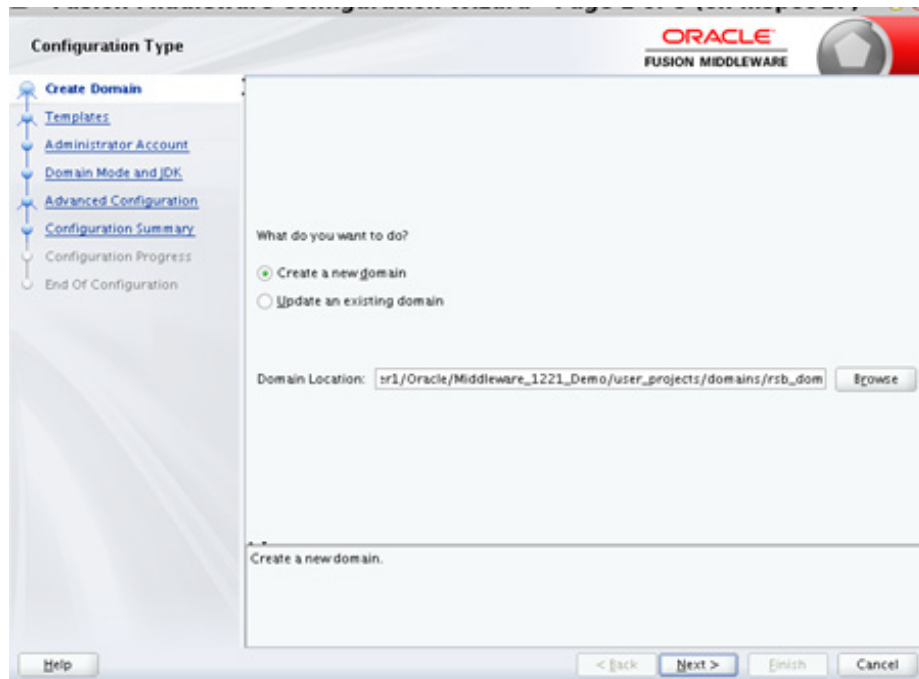 Configuration Type
ORACLE
FUSION MIDDLEWARE
Create Domain
Templates
Administrator Account
Domain Mode and JDK
Advanced Configuration
Configuration Summary
Configuration Progress
End Of Configuration
What do you want to do?
Create a new domain
Update an existing domain
Domain Location: er1/Oracle/Middleware_1221_Demo/user_projects/domains/rsb_dom Browse
Create a new domain.
Help < Back Next > Finish Cancel